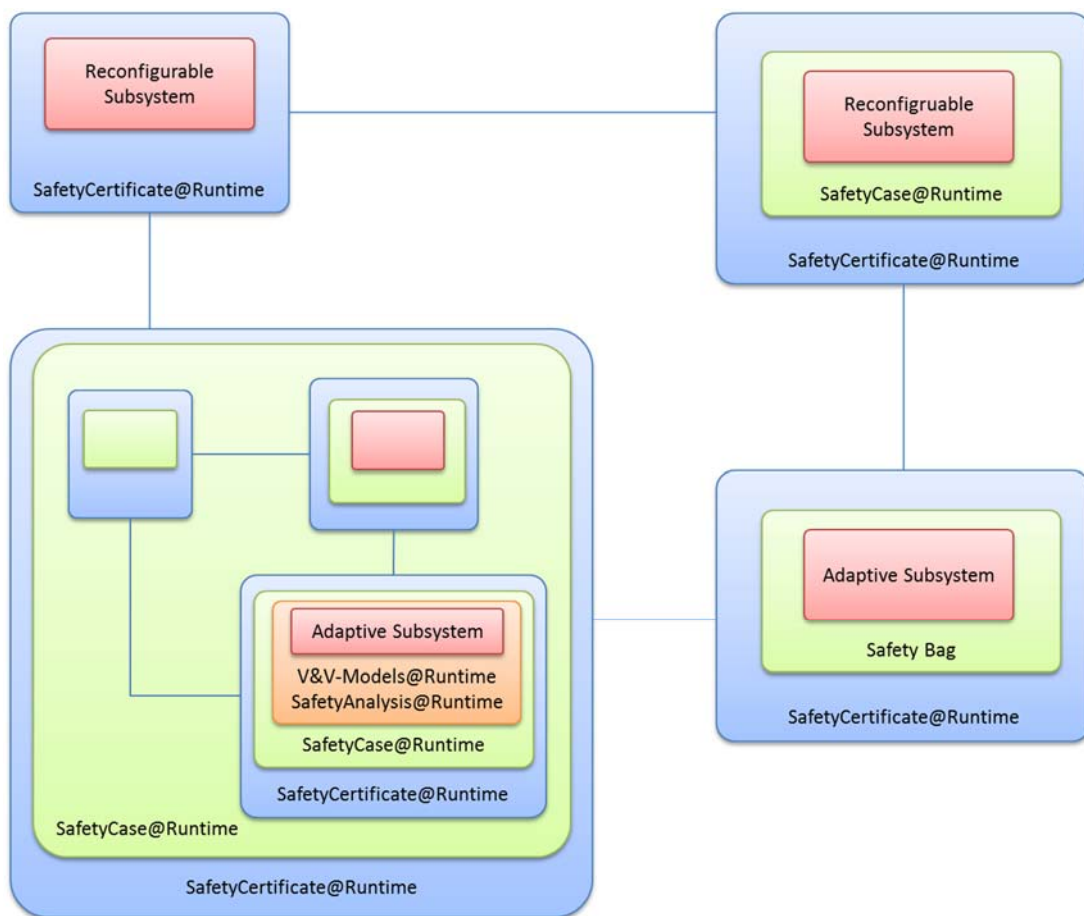 Reconfigurable
Subsystem
SafetyCertificate@Runtime
Reconfigruable
Subsystem
SafetyCase@Runtime
SafetyCertificate@Runtime
Adaptive Subsystem
V&V-Models@Runtime
SafetyAnalysis@Runtime
SafetyCase@Runtime
SafetyCertificate@Runtime
SafetyCase@Runtime
SafetyCertificate@Runtime
Adaptive Subsystem
Safety Bag
SafetyCertificate@Runtime